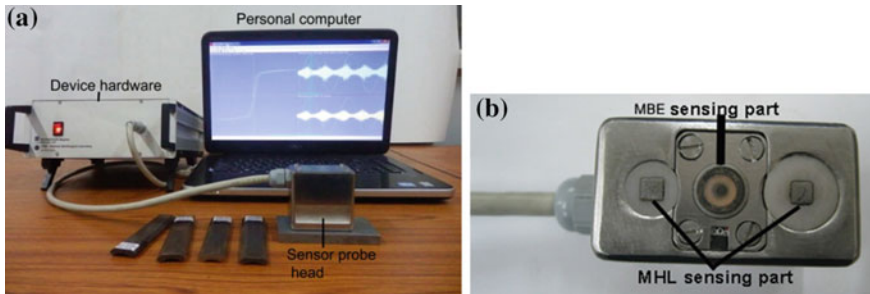 (a)
Personal computer
Device hardware
Sensor probe
head
(b)
MBE sensing part
MHL sensing part